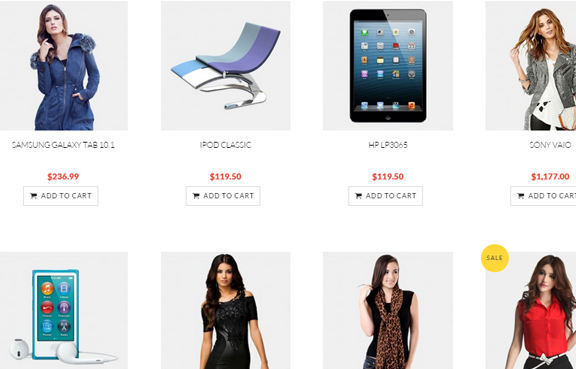 SAMSUNG GALAXY TAB 10.1
IPOD CLASSIC
HP LP3065
SONY VAIO
$236.99
$119.50
$119.50
$1,177.00
ADD TO CART
ADD TO CART
ADD TO CART
ADD TO CART
SALE